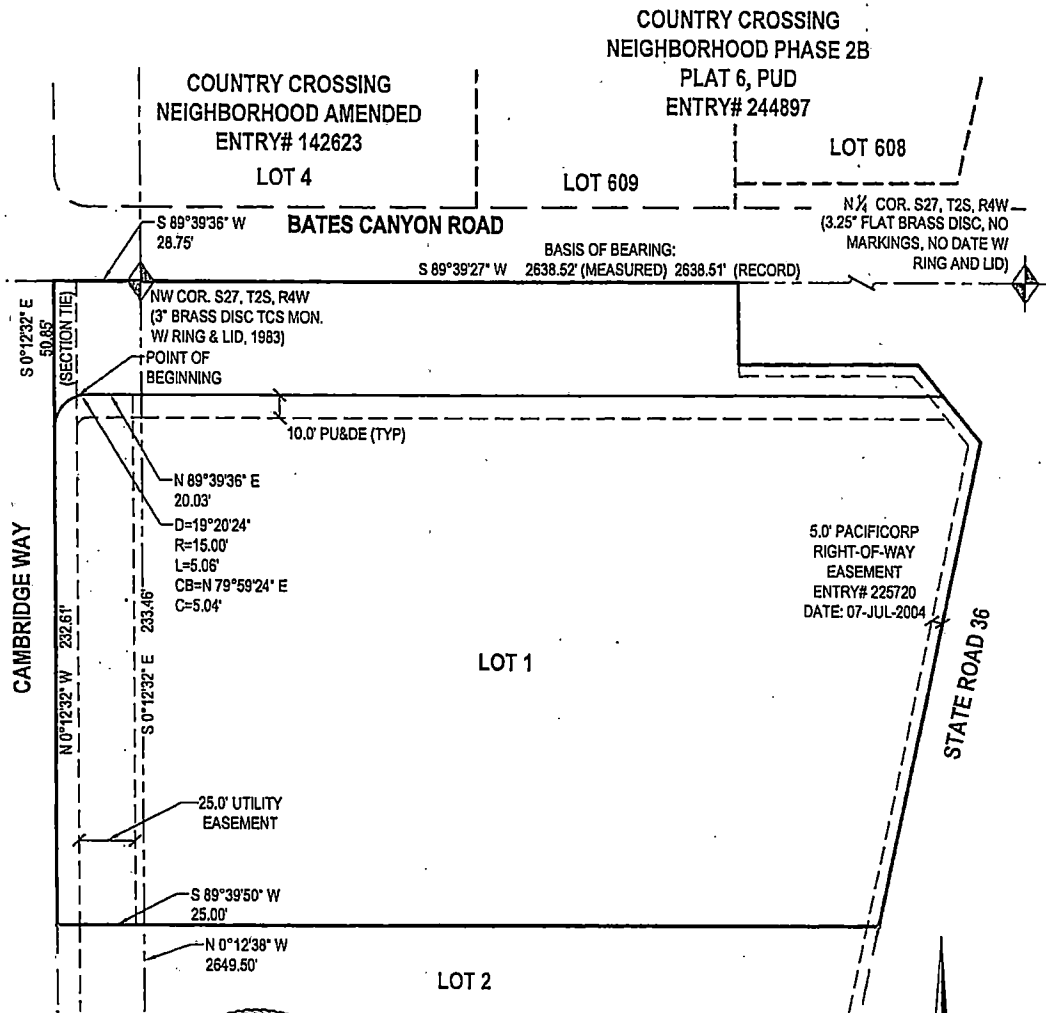 COUNTRY CROSSING
NEIGHBORHOOD PHASE 2B
PLAT 6, PUD
ENTRY# 244897
COUNTRY CROSSING
NEIGHBORHOOD AMENDED
ENTRY# 142623
LOT 4
LOT 609
LOT 608
S 89°39'36" W
28.75'
BATES CANYON ROAD
N 1/4 COR. S27, T2S, R4W
(3.25" FLAT BRASS DISC, NO
MARKINGS, NO DATE W/
RING AND LID)
BASIS OF BEARING:
S 89°39'27" W 2638.52' (MEASURED) 2638.51' (RECORD)
S 0°12'32" E
50.85'
(SECTION TIE)
NW COR. S27, T2S, R4W
(3" BRASS DISC TCS MON.
W/ RING & LID, 1983)
POINT OF
BEGINNING
10.0' PU&DE (TYP)
N 89°39'36" E
20.03'
D=19°20'24"
R=15.00'
L=5.06'
CB=N 79°59'24" E
C=5.04'
CAMBRIDGE WAY
N 0°12'32" W 232.61'
S 0°12'32" E 233.46'
5.0' PACIFICORP
RIGHT-OF-WAY
EASEMENT
ENTRY# 225720
DATE: 07-JUL-2004
STATE ROAD 36
LOT 1
25.0' UTILITY
EASEMENT
S 89°39'50" W
25.00'
N 0°12'38" W
2649.50'
LOT 2